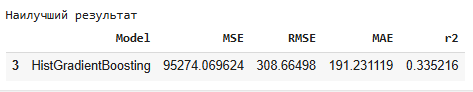 Наилучший результат
Model MSE RMSE MAE r2
3 HistGradientBoosting 95274.069624 308.66498 191.231119 0.335216